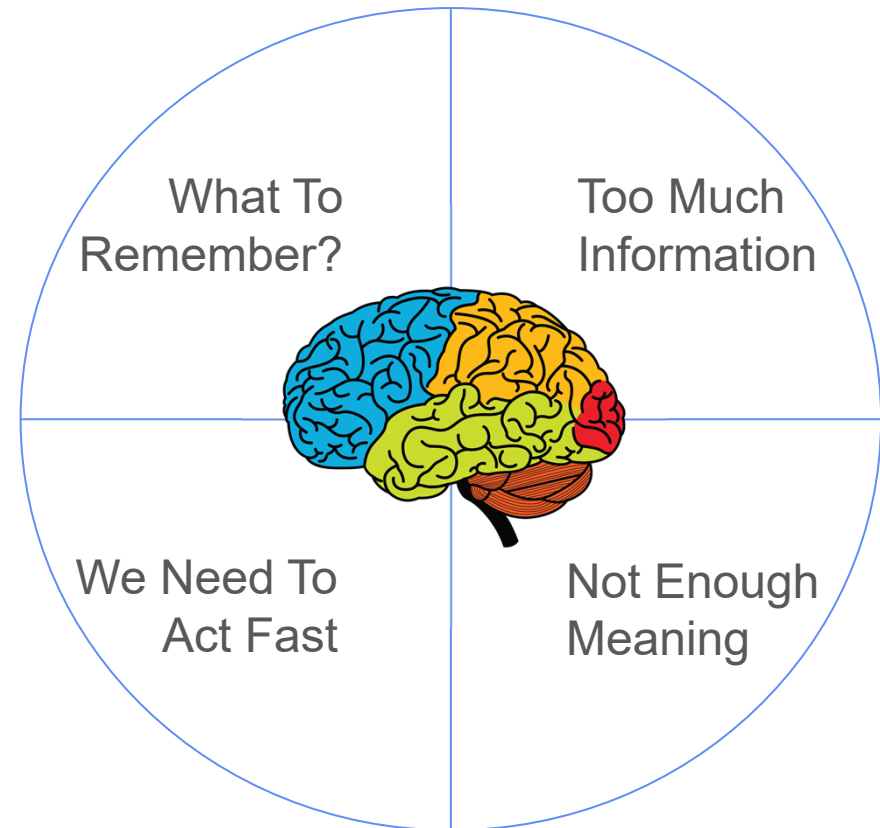 What To
Remember?
Too Much
Information
We Need To
Act Fast
Not Enough
Meaning